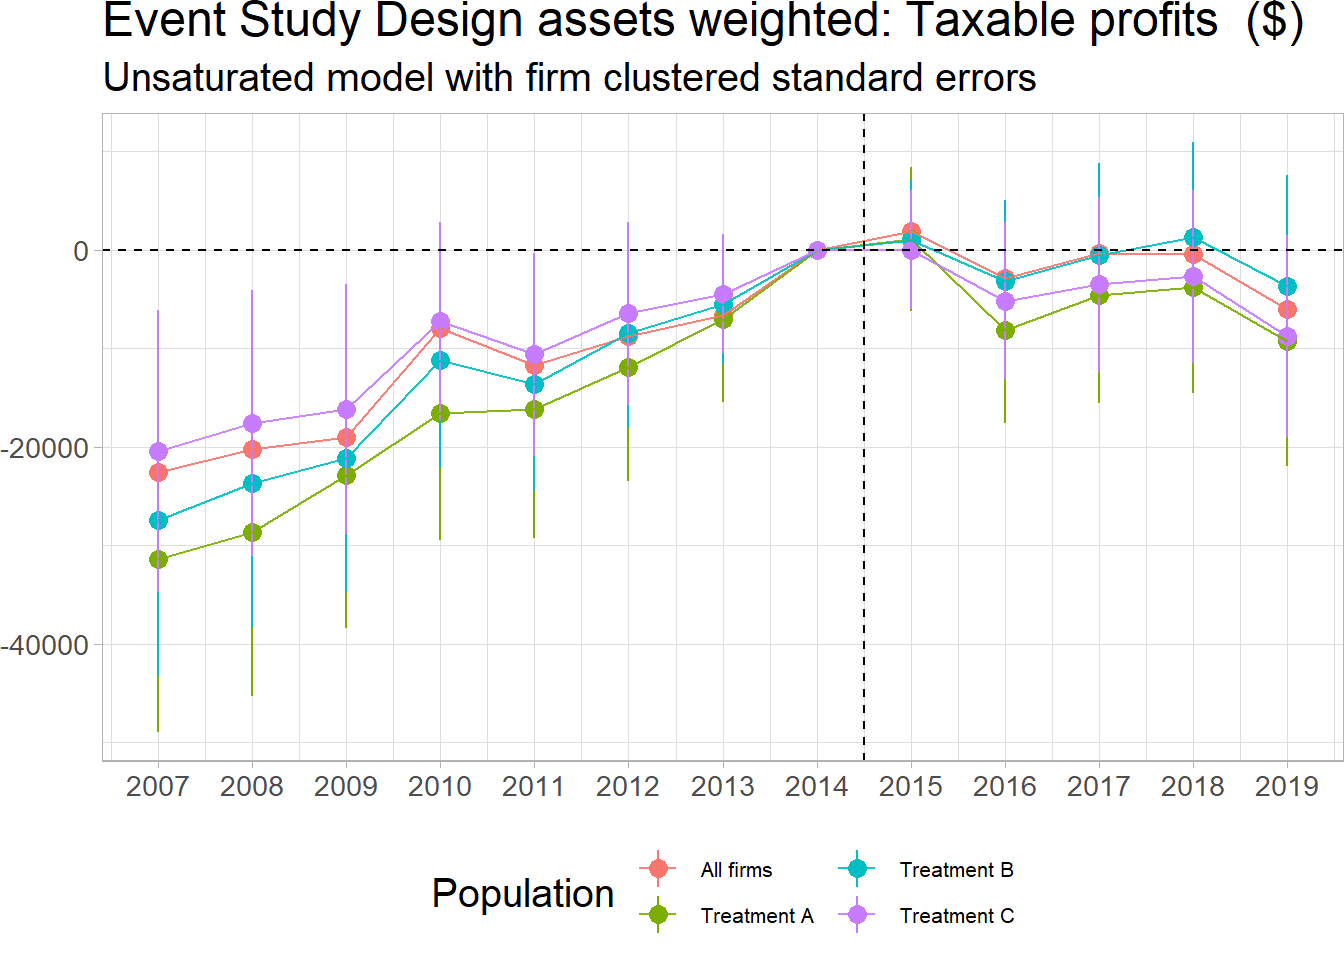 Event Study Design assets weighted: Taxable profits  ($)
Unsaturated model with firm clustered standard errors
0
-20000
-40000
2007 2008 2009 2010 2011 2012 2013 2014 2015 2016 2017 2018 2019
Population
All firms
Treatment A
Treatment B
Treatment C